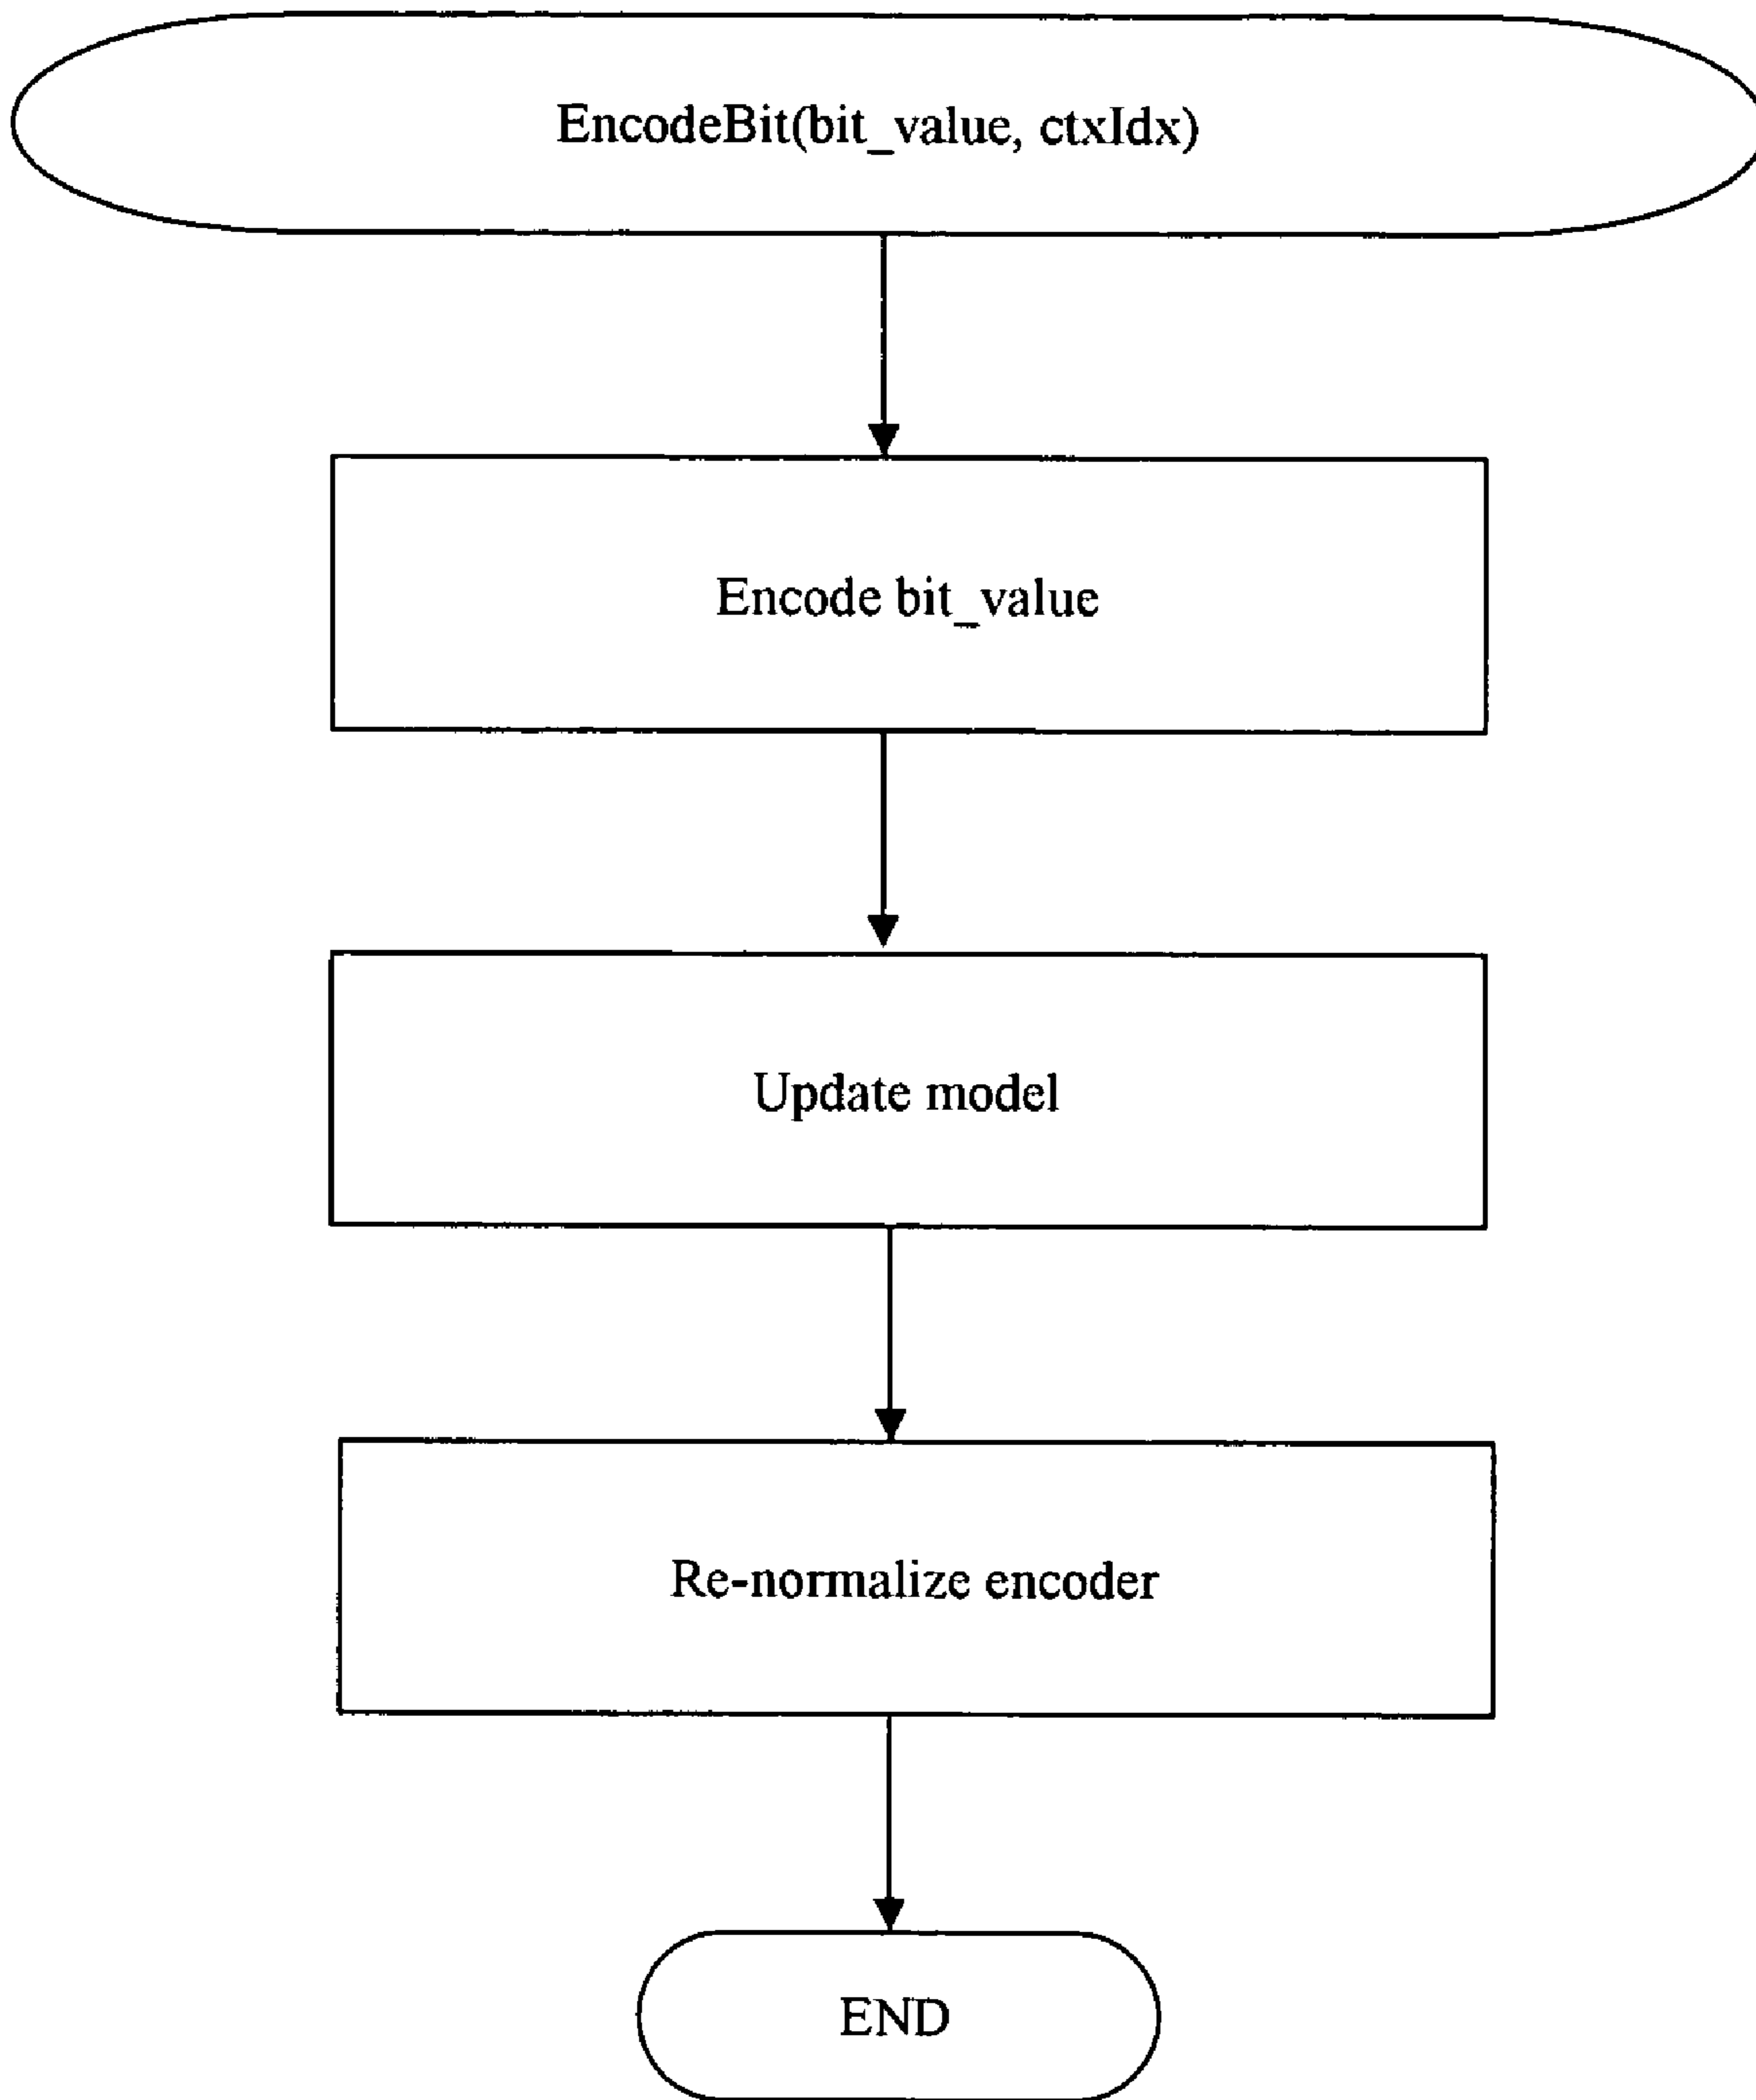 EncodeBit(bit_value, ctxIdx)
Encode bit_value
Update model
Re-normalize encoder
END